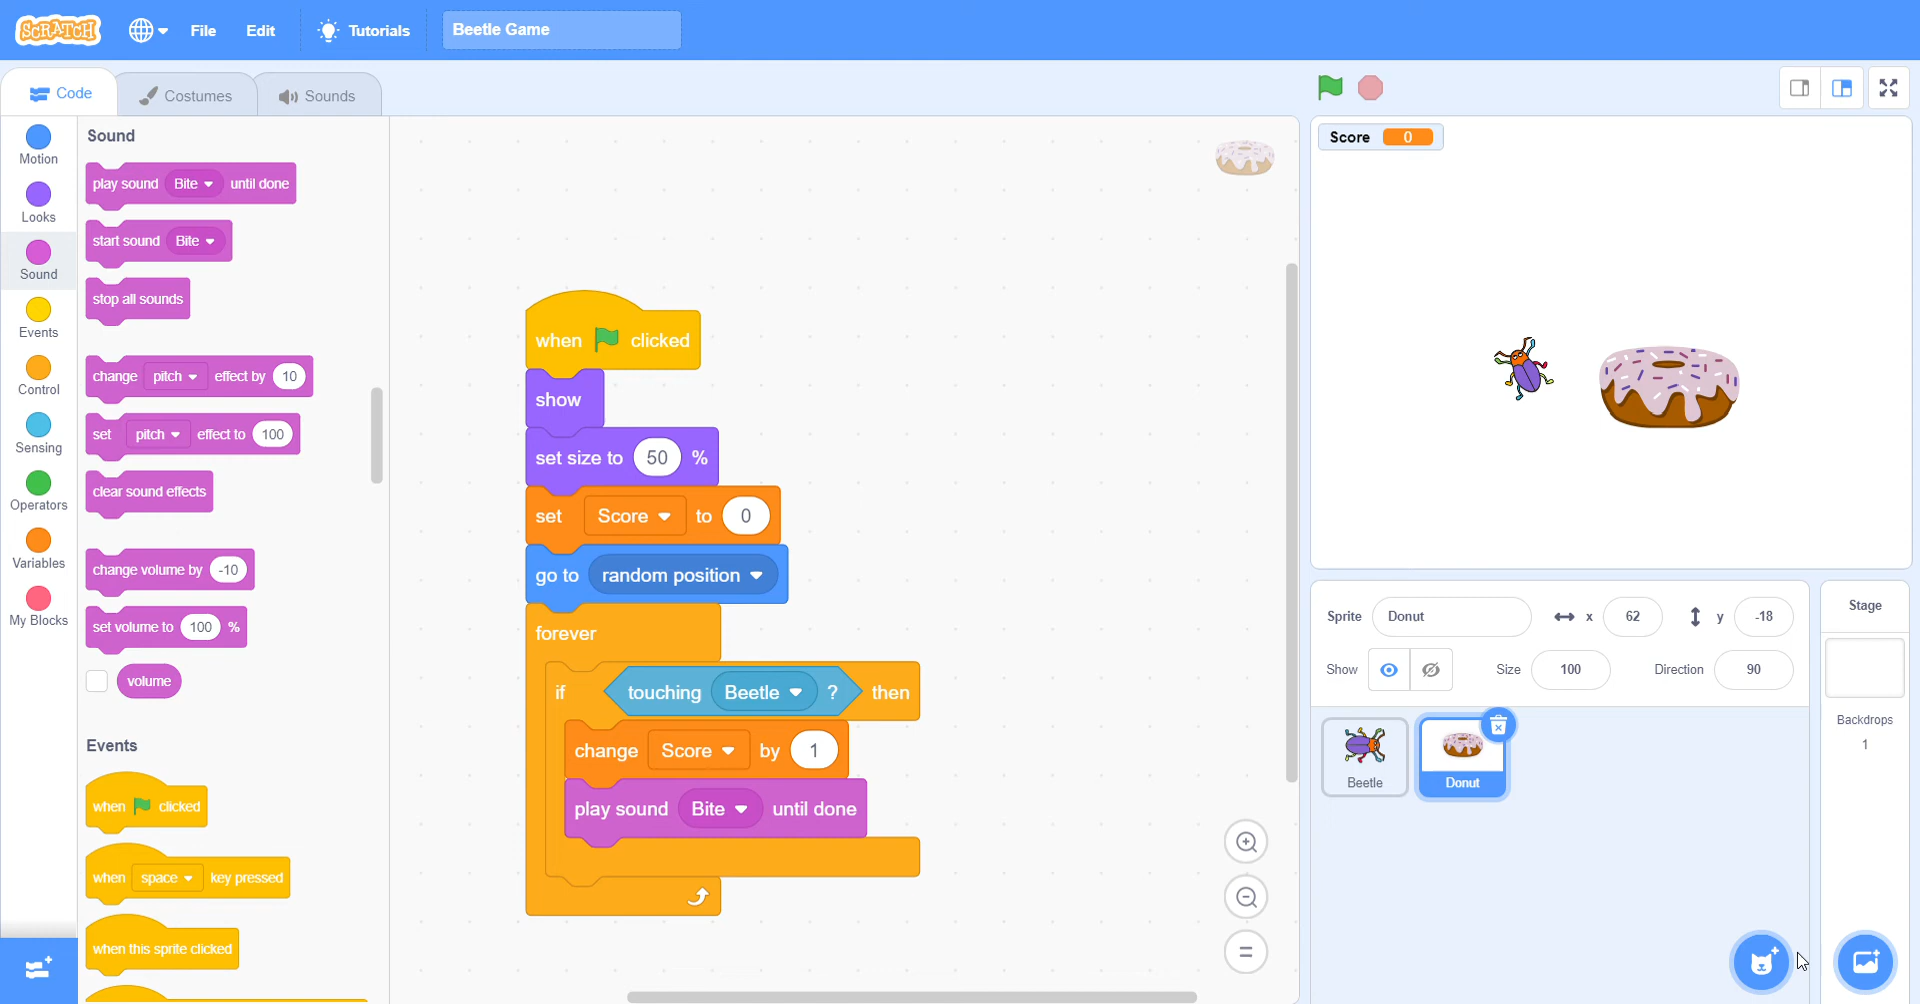 SCRATCH File Edit Tutorials Beetle Game
Code Costumes Sounds
Motion
Looks
Sound
Events
Control
Sensing
Operators
Variables
My Blocks
Sound
play sound Bite until done
start sound Bite
stop all sounds
change pitch effect by 10
set pitch effect to 100
clear sound effects
change volume by -10
set volume to 100 %
volume
Events
when clicked
when space key pressed
when this sprite clicked
when clicked
show
set size to 50 %
set Score to 0
go to random position
forever
if touching Beetle ? then
change Score by 1
play sound Bite until done
Score 0
Sprite Donut x 62 y -18
Show Size 100 Direction 90
Beetle
Donut
Stage
Backdrops
1